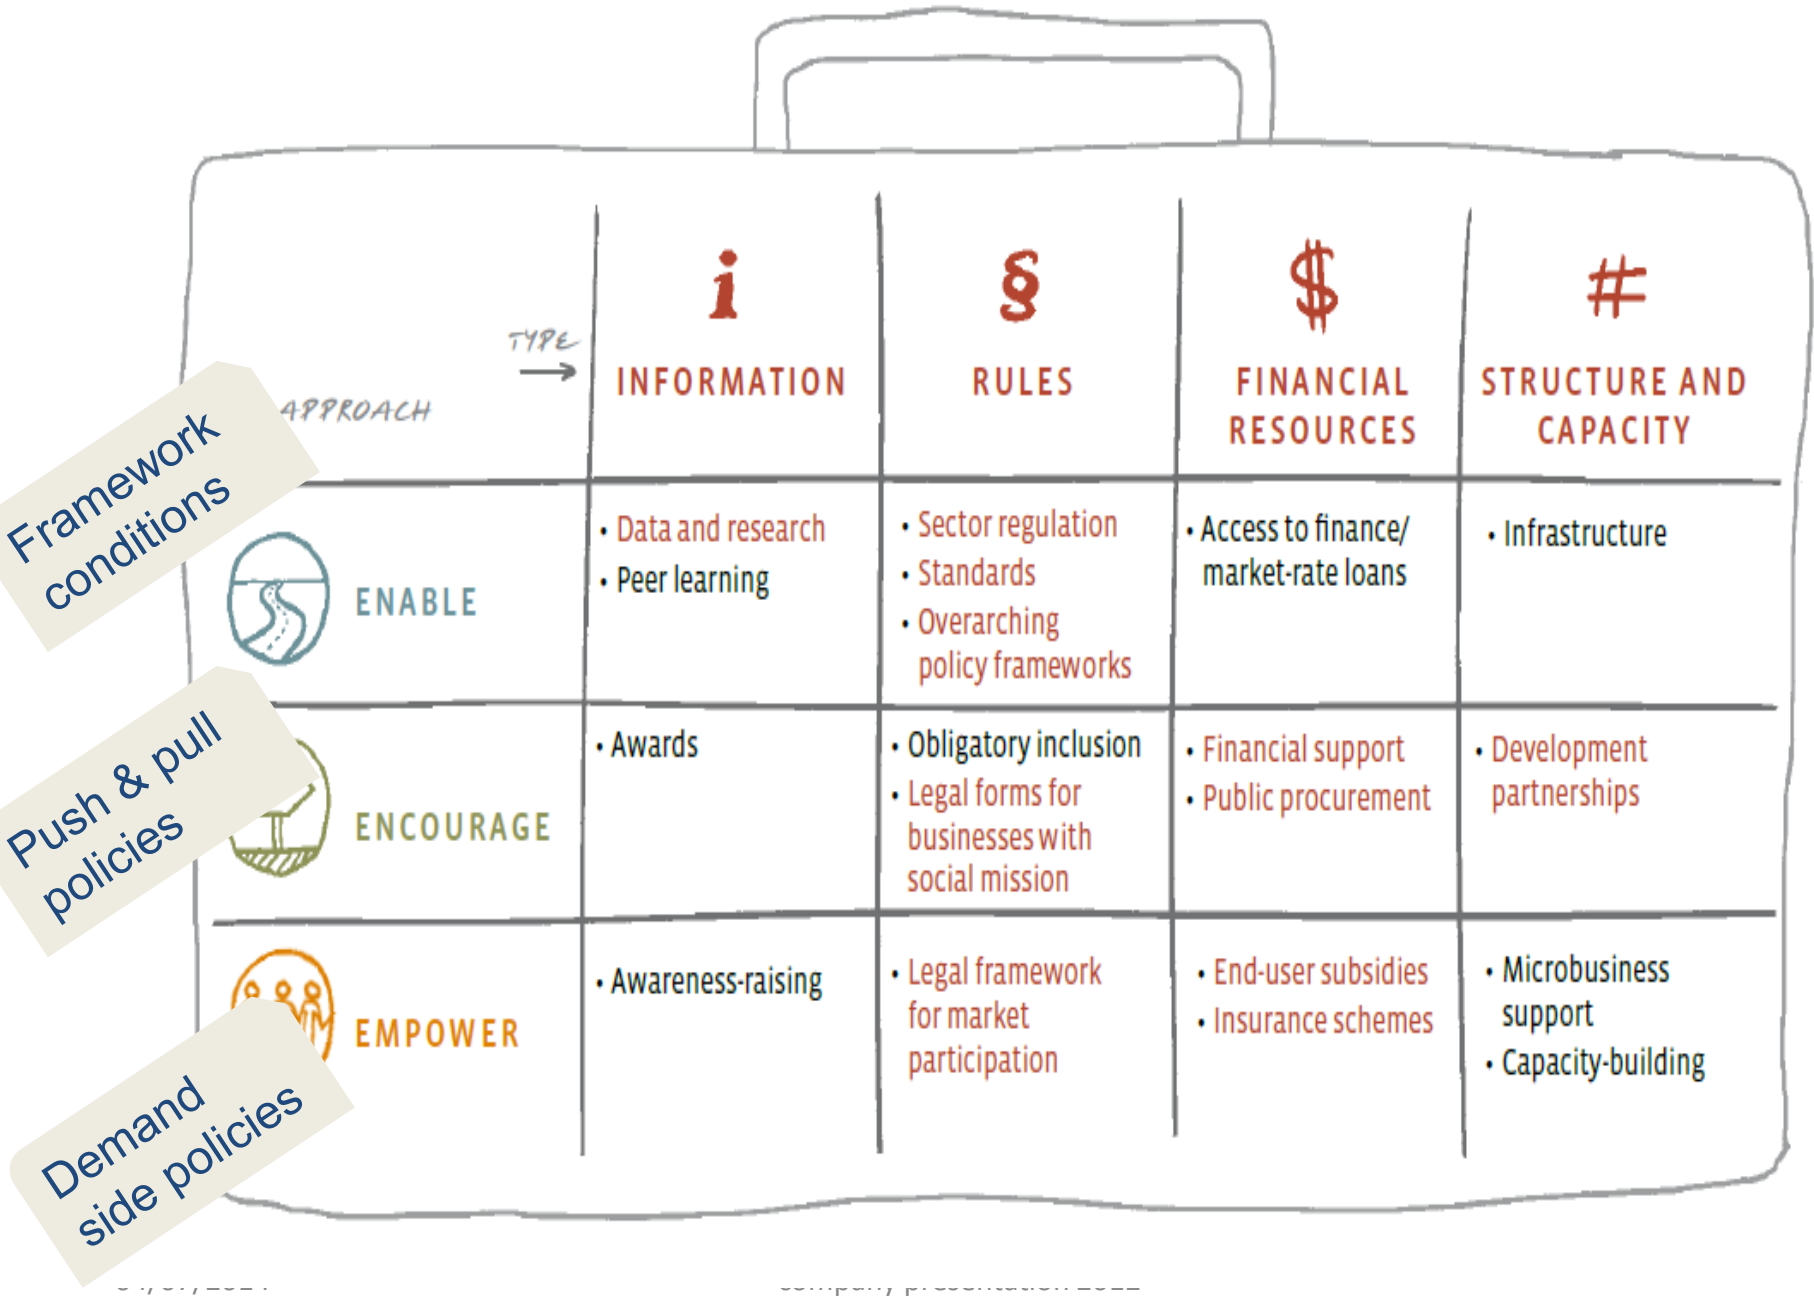 i
§
$
#
TYPE
INFORMATION
RULES
FINANCIAL
RESOURCES
STRUCTURE AND
CAPACITY
APPROACH
Framework
conditions
ENABLE
• Data and research
• Peer learning
• Sector regulation
• Standards
• Overarching
policy frameworks
• Access to finance/
market-rate loans
• Infrastructure
Push & pull
policies
ENCOURAGE
• Awards
• Obligatory inclusion
• Legal forms for
businesses with
social mission
• Financial support
• Public procurement
• Development
partnerships
Demand
side policies
EMPOWER
• Awareness-raising
• Legal framework
for market
participation
• End-user subsidies
• Insurance schemes
• Microbusiness
support
• Capacity-building
company presentation 2012